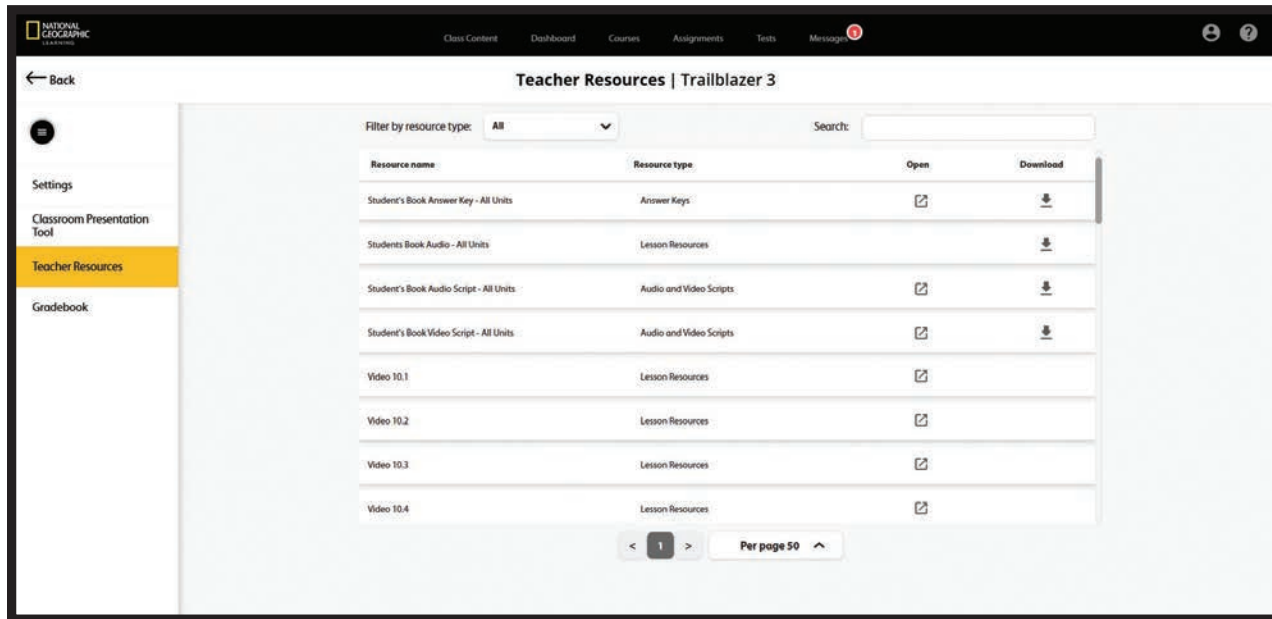 NATIONAL
GEOGRAPHIC
LEARNING
Class Content Dashboard Courses Assignments Tests Messages
Back
Teacher Resources | Trailblazer 3
Filter by resource type: All Search:
Settings
Classroom Presentation
Tool
Teacher Resources
Gradebook
Resource name Resource type Open Download
Student's Book Answer Key - All Units Answer Keys
Students Book Audio - All Units Lesson Resources
Student's Book Audio Script - All Units Audio and Video Scripts
Student's Book Video Script - All Units Audio and Video Scripts
Video 10.1 Lesson Resources
Video 10.2 Lesson Resources
Video 10.3 Lesson Resources
Video 10.4 Lesson Resources
< 1 > Per page 50